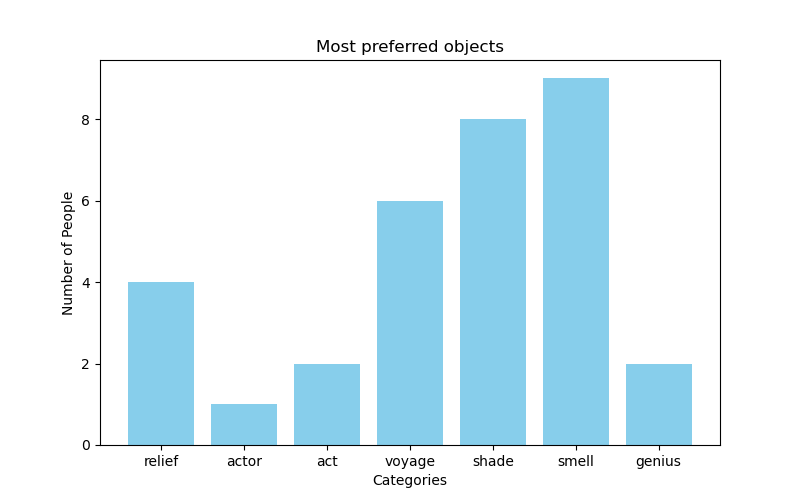 Most preferred objects
Number of People
8
6
4
2
0
relief actor act voyage shade smell genius
Categories